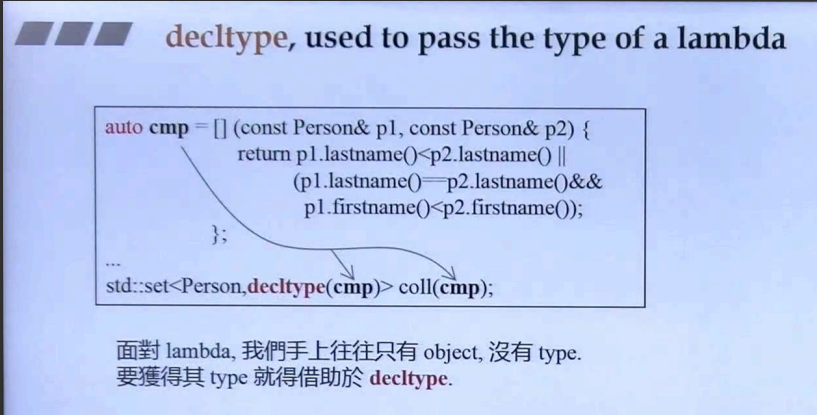 decltype, used to pass the type of a lambda
auto cmp = [] (const Person& p1, const Person& p2) {
return p1.lastname()<p2.lastname() ||
(p1.lastname()==p2.lastname()&&
p1.firstname()<p2.firstname());
};
...
std::set<Person,decltype(cmp)> coll(cmp);
面對 lambda, 我們手上往往只有 object, 沒有 type.
要獲得其 type 就得借助於 decltype.